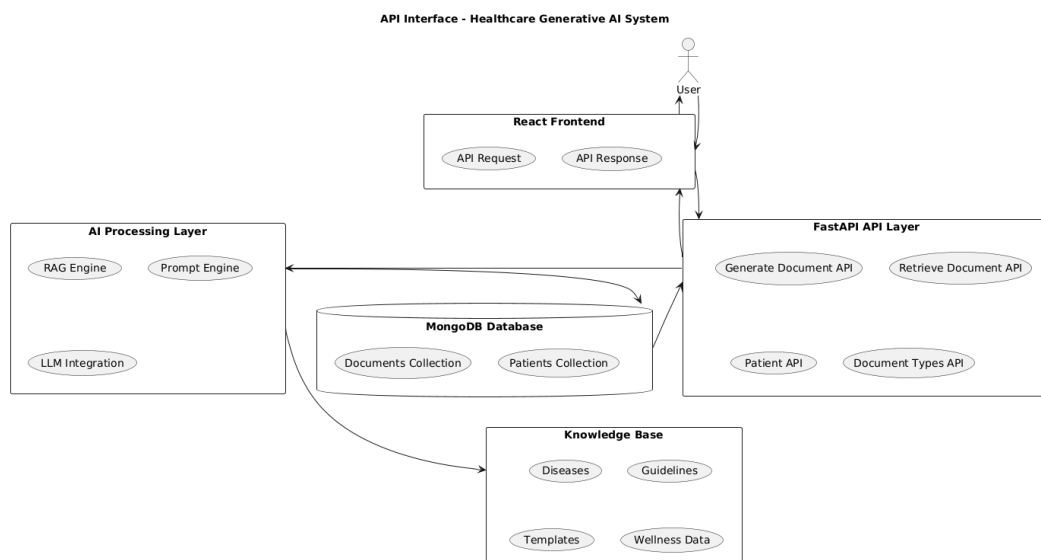 API Interface - Healthcare Generative AI System
User
React Frontend
API Request
API Response
AI Processing Layer
RAG Engine
Prompt Engine
LLM Integration
FastAPI API Layer
Generate Document API
Retrieve Document API
Patient API
Document Types API
MongoDB Database
Documents Collection
Patients Collection
Knowledge Base
Diseases
Guidelines
Templates
Wellness Data